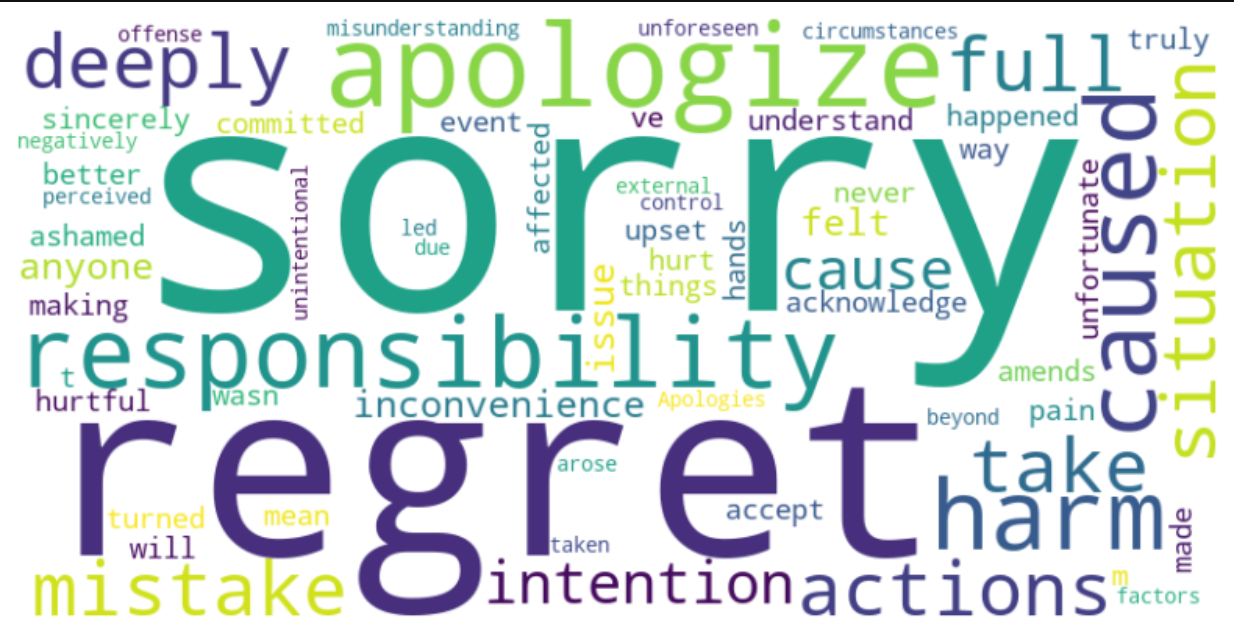 offense
deeply
misunderstanding
apologize
unforeseen
circumstances
full
truly
sincerely
committed
event
ve
understand
happened
caused
situation
negatively
sorry
way
better
perceived
unintentional
affected
external
control
never
unfortunate
led
due
upset
hands
felt
ashamed
anyone
hurt
things
cause
making
issue
acknowledge
responsibility
t
hurtful
wasn
inconvenience
Apologies
amends
beyond
pain
regret
arose
take
turned
mean
accept
harm
will
taken
made
mistake
intention
actions
m
factors